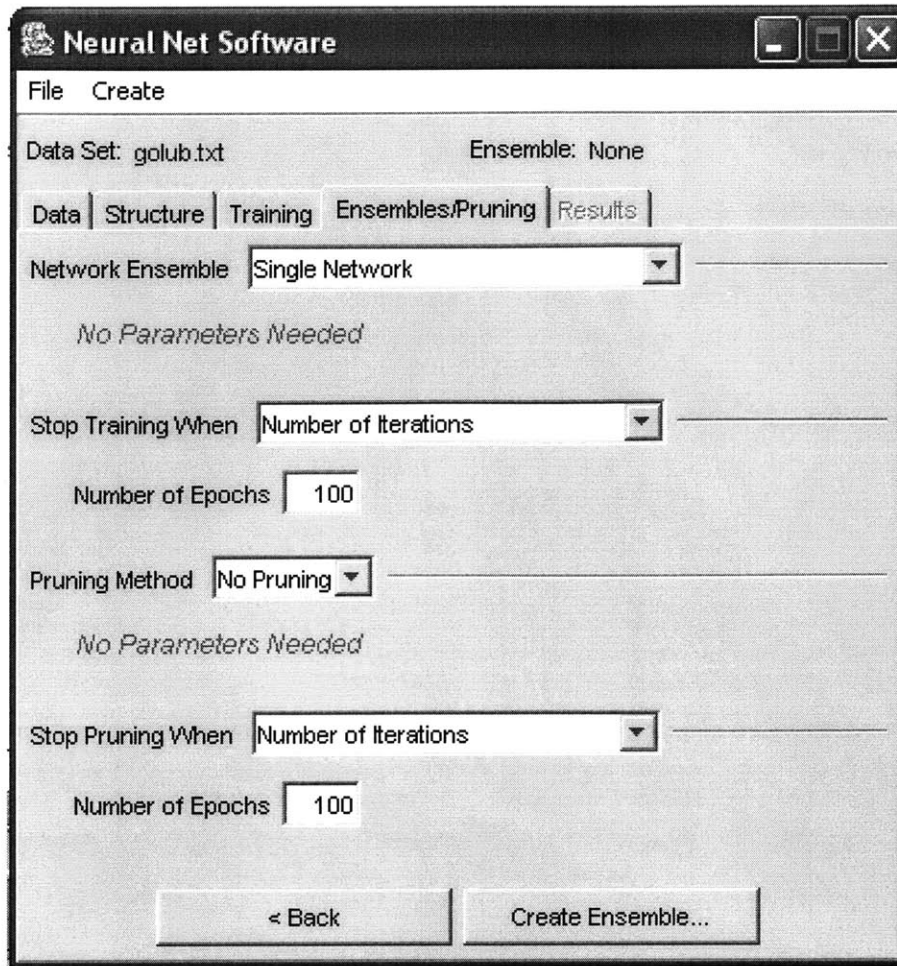 Neural Net Software
File Create
Data Set: golub.txt Ensemble: None
Data Structure Training Ensembles/Pruning Results
Network Ensemble Single Network
No Parameters Needed
Stop Training When Number of Iterations
Number of Epochs 100
Pruning Method No Pruning
No Parameters Needed
Stop Pruning When Number of Iterations
Number of Epochs 100
< Back Create Ensemble...